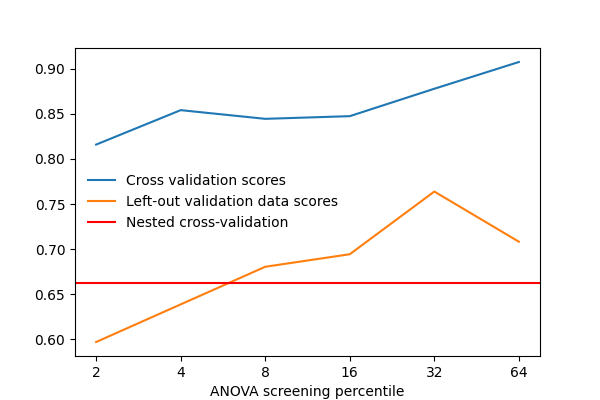 0.90
0.85
0.80
0.75
0.70
0.65
0.60
Cross validation scores
Left-out validation data scores
Nested cross-validation
2 4 8 16 32 64
ANOVA screening percentile